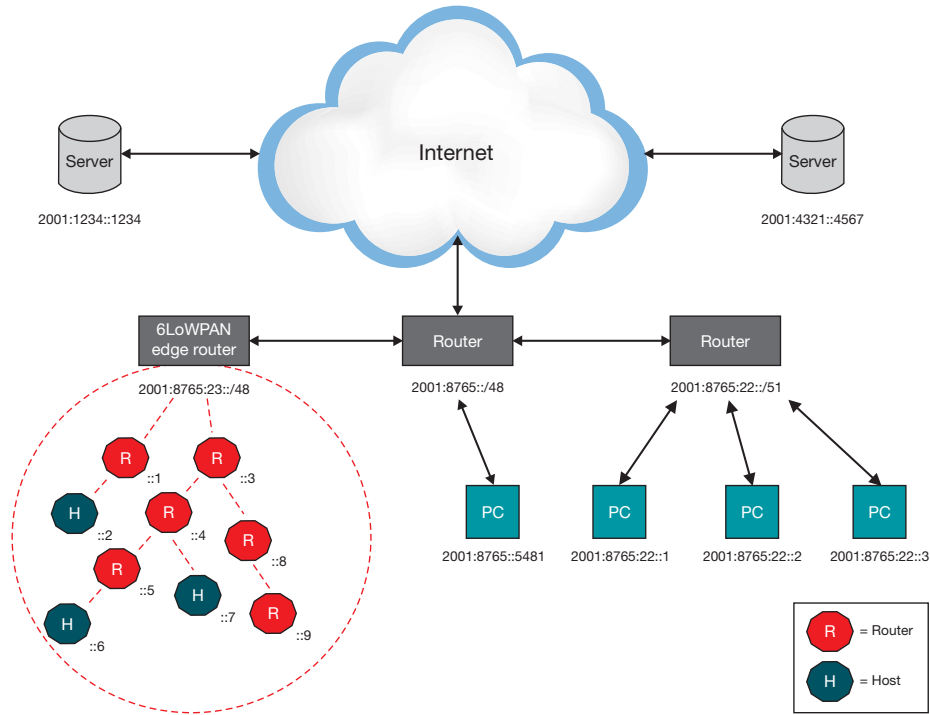 Internet
Server
2001:1234::1234
Server
2001:4321::4567
6LoWPAN
edge router
2001:8765:23::/48
Router
2001:8765::/48
Router
2001:8765:22::/51
R
::1
R
::3
H
::2
R
::4
R
::8
R
::5
H
::7
R
::9
H
::6
PC
2001:8765::5481
PC
2001:8765:22::1
PC
2001:8765:22::2
PC
2001:8765:22::3
R = Router
H = Host